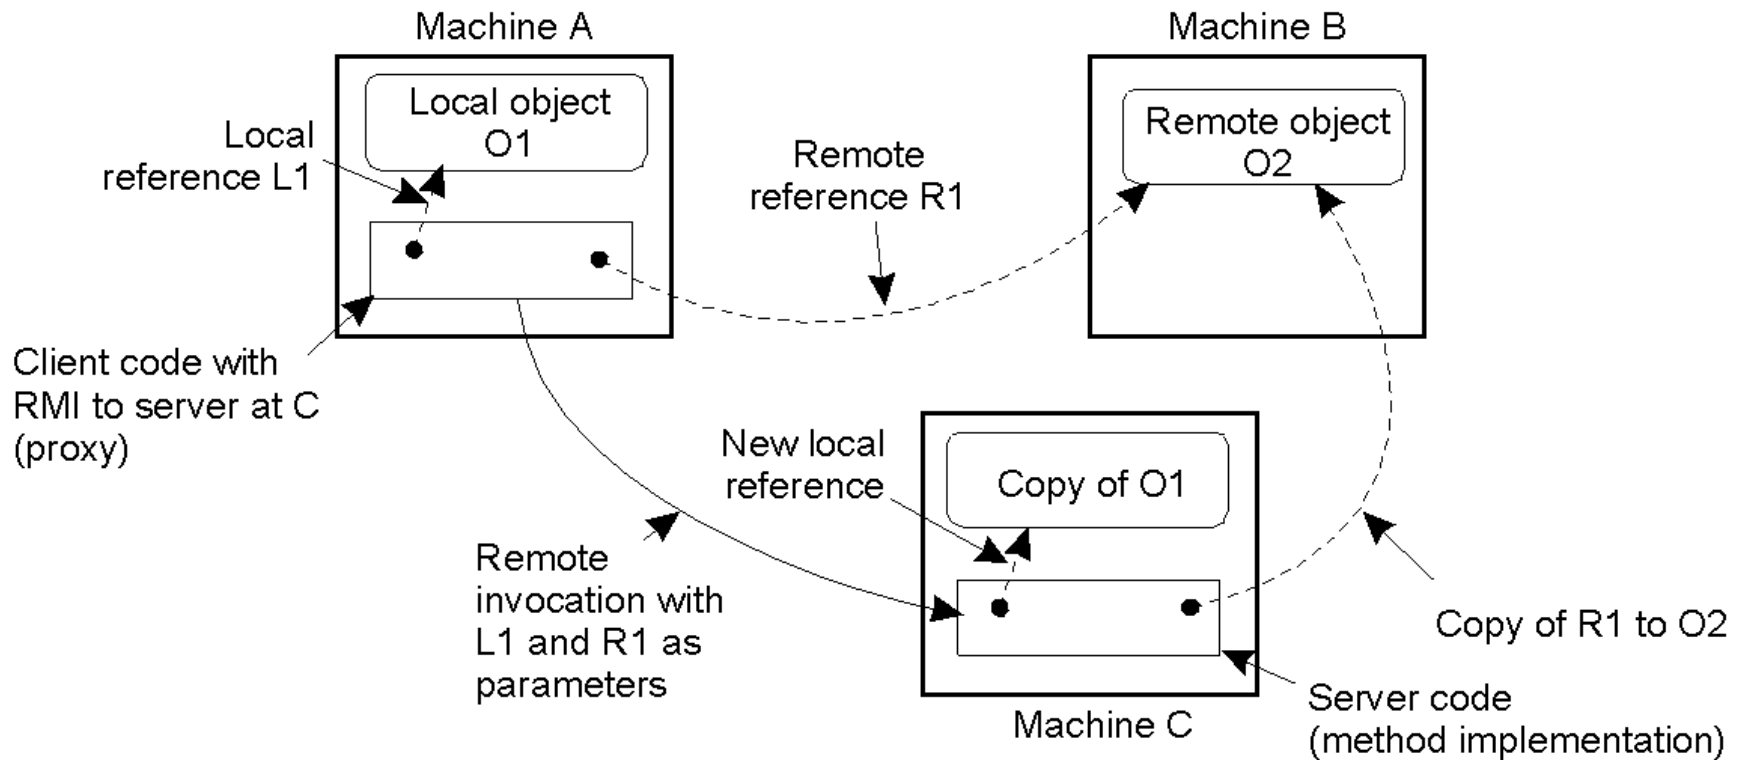 Machine A
Machine B
Local object
O1
Remote object
O2
Local
reference L1
Remote
reference R1
Client code with
RMI to server at C
(proxy)
New local
reference
Copy of O1
Remote
invocation with
L1 and R1 as
parameters
Copy of R1 to O2
Server code
(method implementation)
Machine C